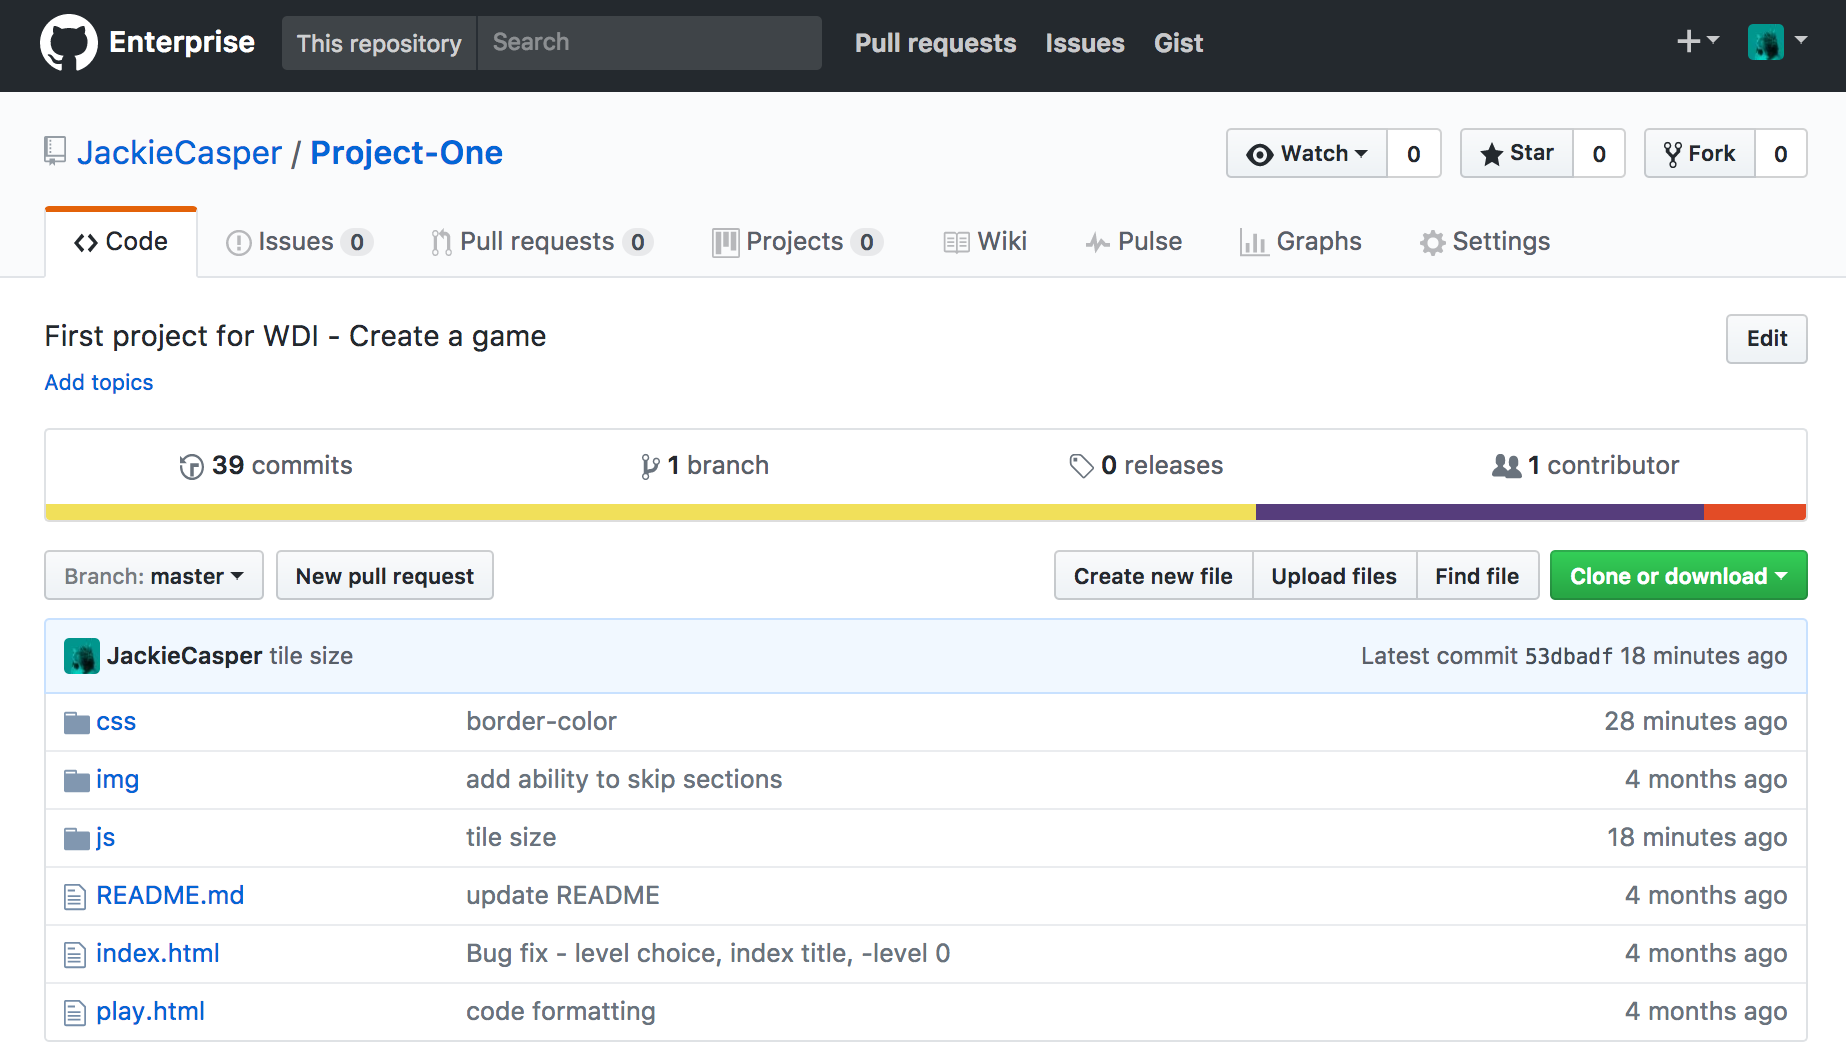 Enterprise This repository Search Pull requests Issues Gist
JackieCasper / Project-One Watch 0 Star 0 Fork 0
Code Issues 0 Pull requests 0 Projects 0 Wiki Pulse Graphs Settings
First project for WDI - Create a game Edit
Add topics
39 commits 1 branch 0 releases 1 contributor
Branch: master New pull request Create new file Upload files Find file Clone or download
JackieCasper tile size Latest commit 53dbadf 18 minutes ago
css border-color 28 minutes ago
img add ability to skip sections 4 months ago
js tile size 18 minutes ago
README.md update README 4 months ago
index.html Bug fix - level choice, index title, -level 0 4 months ago
play.html code formatting 4 months ago